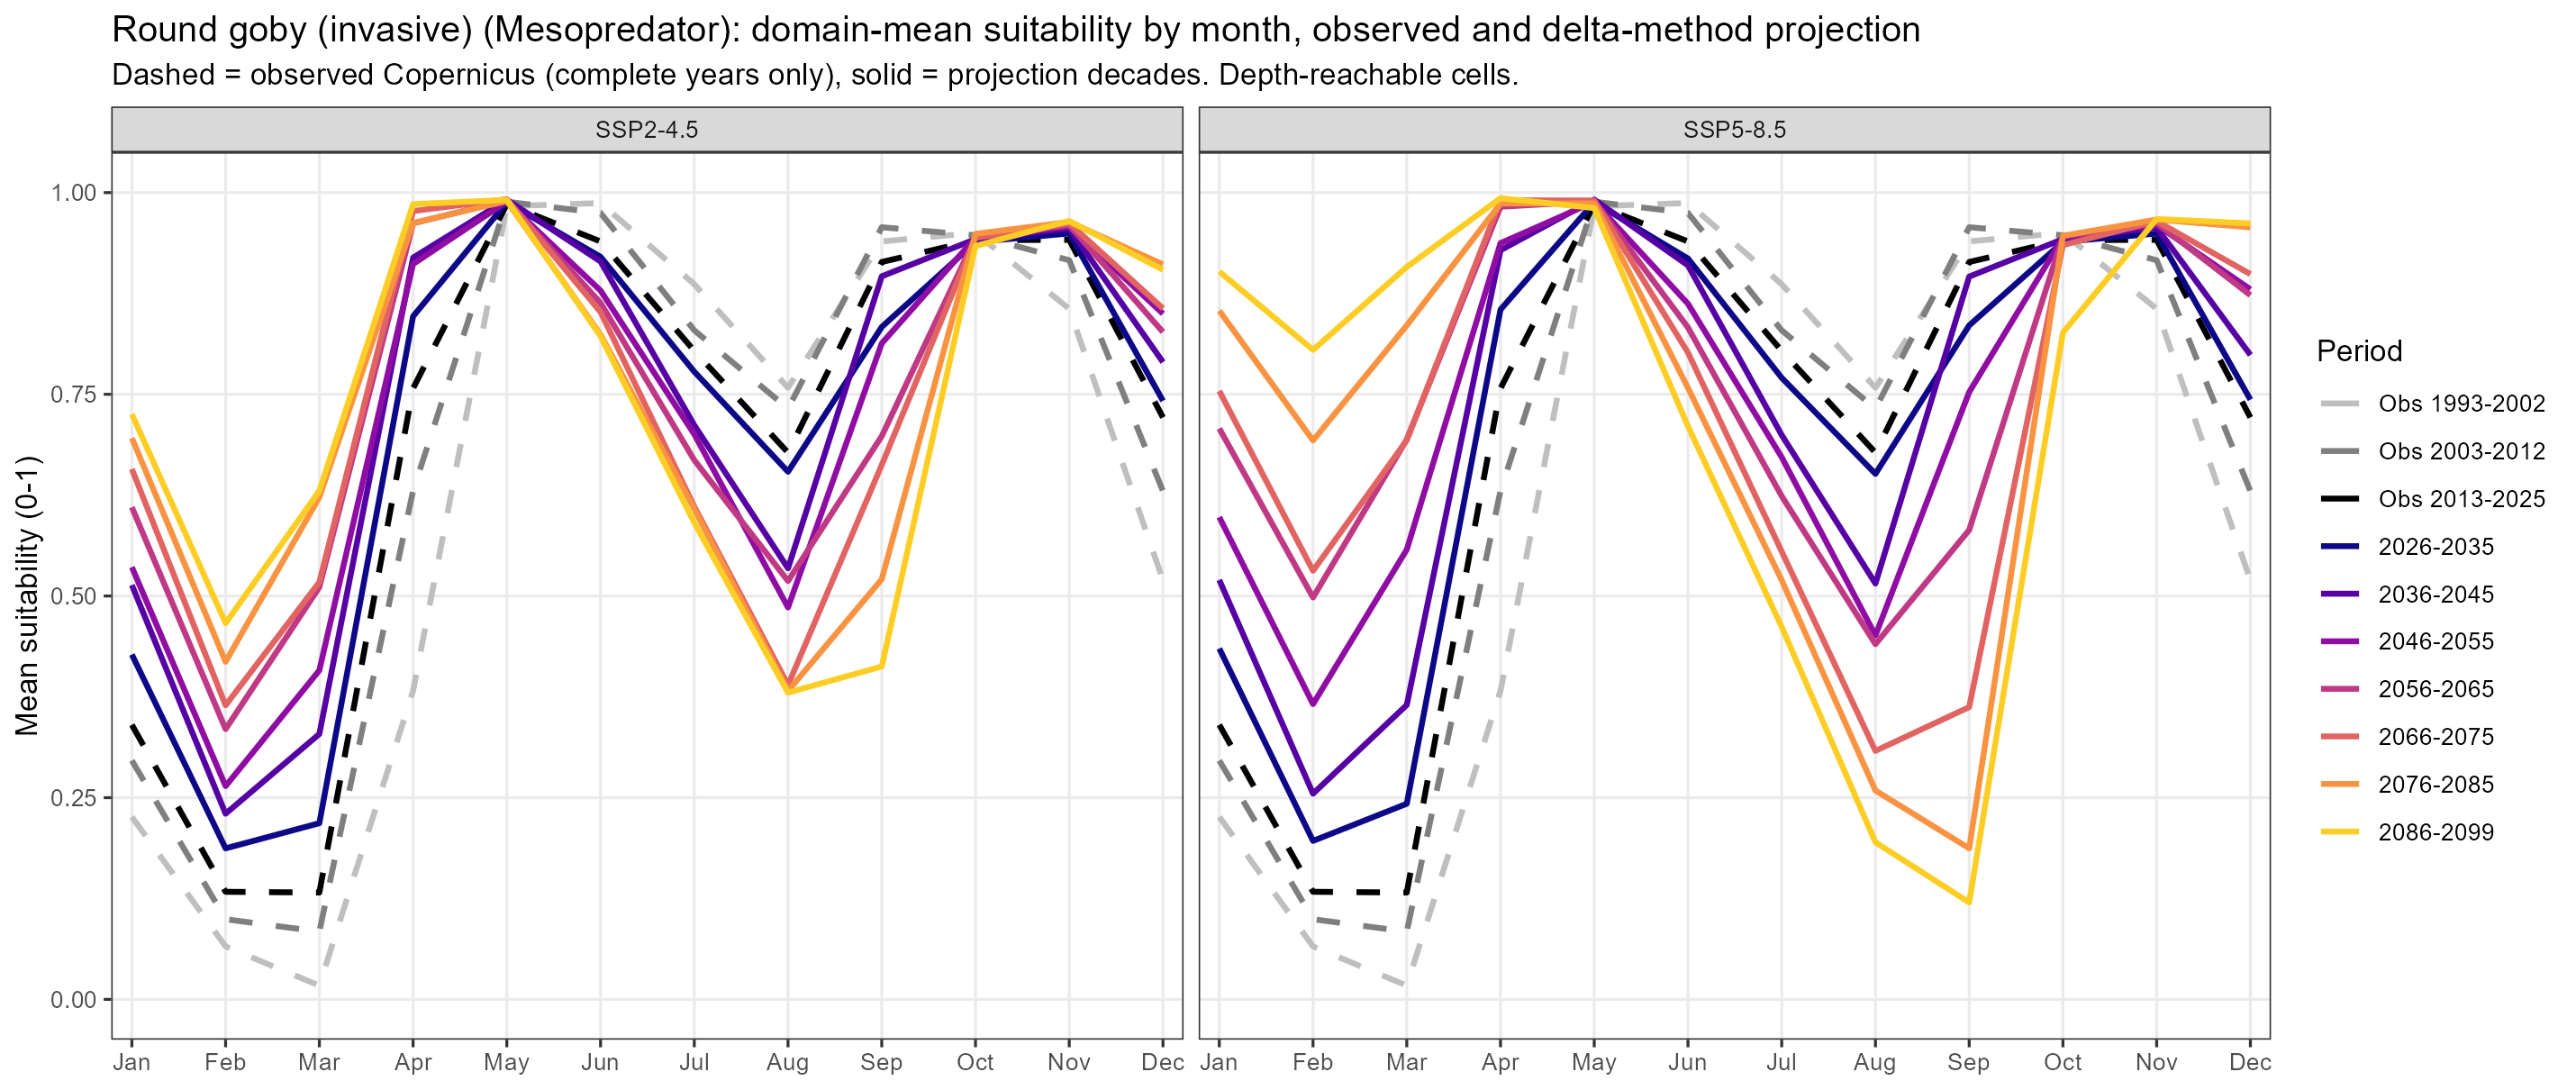 Round goby (invasive) (Mesopredator): domain-mean suitability by month, observed and delta-method projection
Dashed = observed Copernicus (complete years only), solid = projection decades. Depth-reachable cells.
SSP2-4.5
SSP5-8.5
Mean suitability (0-1)
1.00
0.75
0.50
0.25
0.00
Jan Feb Mar Apr May Jun Jul Aug Sep Oct Nov Dec
Jan Feb Mar Apr May Jun Jul Aug Sep Oct Nov Dec
Period
Obs 1993-2002
Obs 2003-2012
Obs 2013-2025
2026-2035
2036-2045
2046-2055
2056-2065
2066-2075
2076-2085
2086-2099